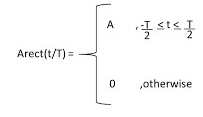 Arect(t/T) = { A , -T/2 ≤ t ≤ T/2
0 ,otherwise